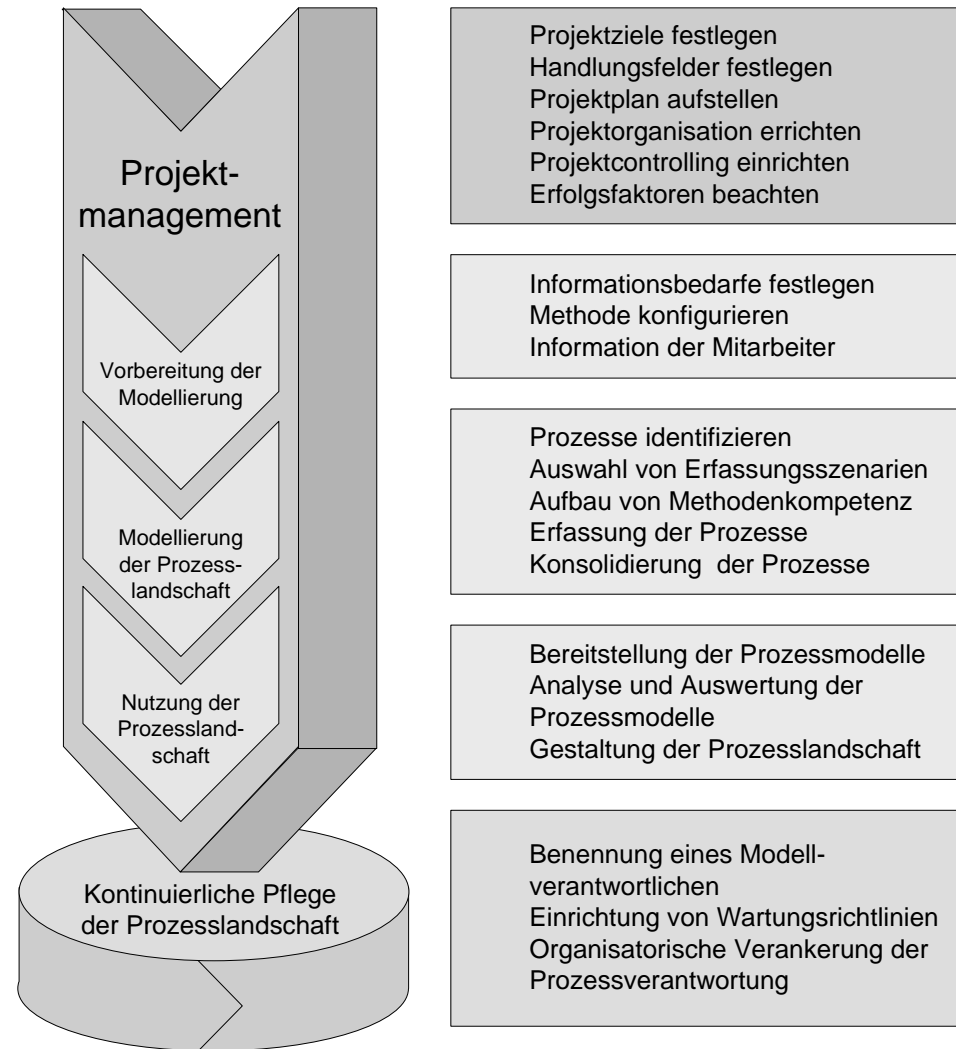 Projekt-
management
Projektziele festlegen
Handlungsfelder festlegen
Projektplan aufstellen
Projektorganisation errichten
Projektcontrolling einrichten
Erfolgsfaktoren beachten
Vorbereitung der
Modellierung
Informationsbedarfe festlegen
Methode konfigurieren
Information der Mitarbeiter
Modellierung
der Prozess-
landschaft
Prozesse identifizieren
Auswahl von Erfassungsszenarien
Aufbau von Methodenkompetenz
Erfassung der Prozesse
Konsolidierung der Prozesse
Nutzung der
Prozessland-
schaft
Bereitstellung der Prozessmodelle
Analyse und Auswertung der
Prozessmodelle
Gestaltung der Prozesslandschaft
Kontinuierliche Pflege
der Prozesslandschaft
Benennung eines Modell-
verantwortlichen
Einrichtung von Wartungsrichtlinien
Organisatorische Verankerung der
Prozessverantwortung